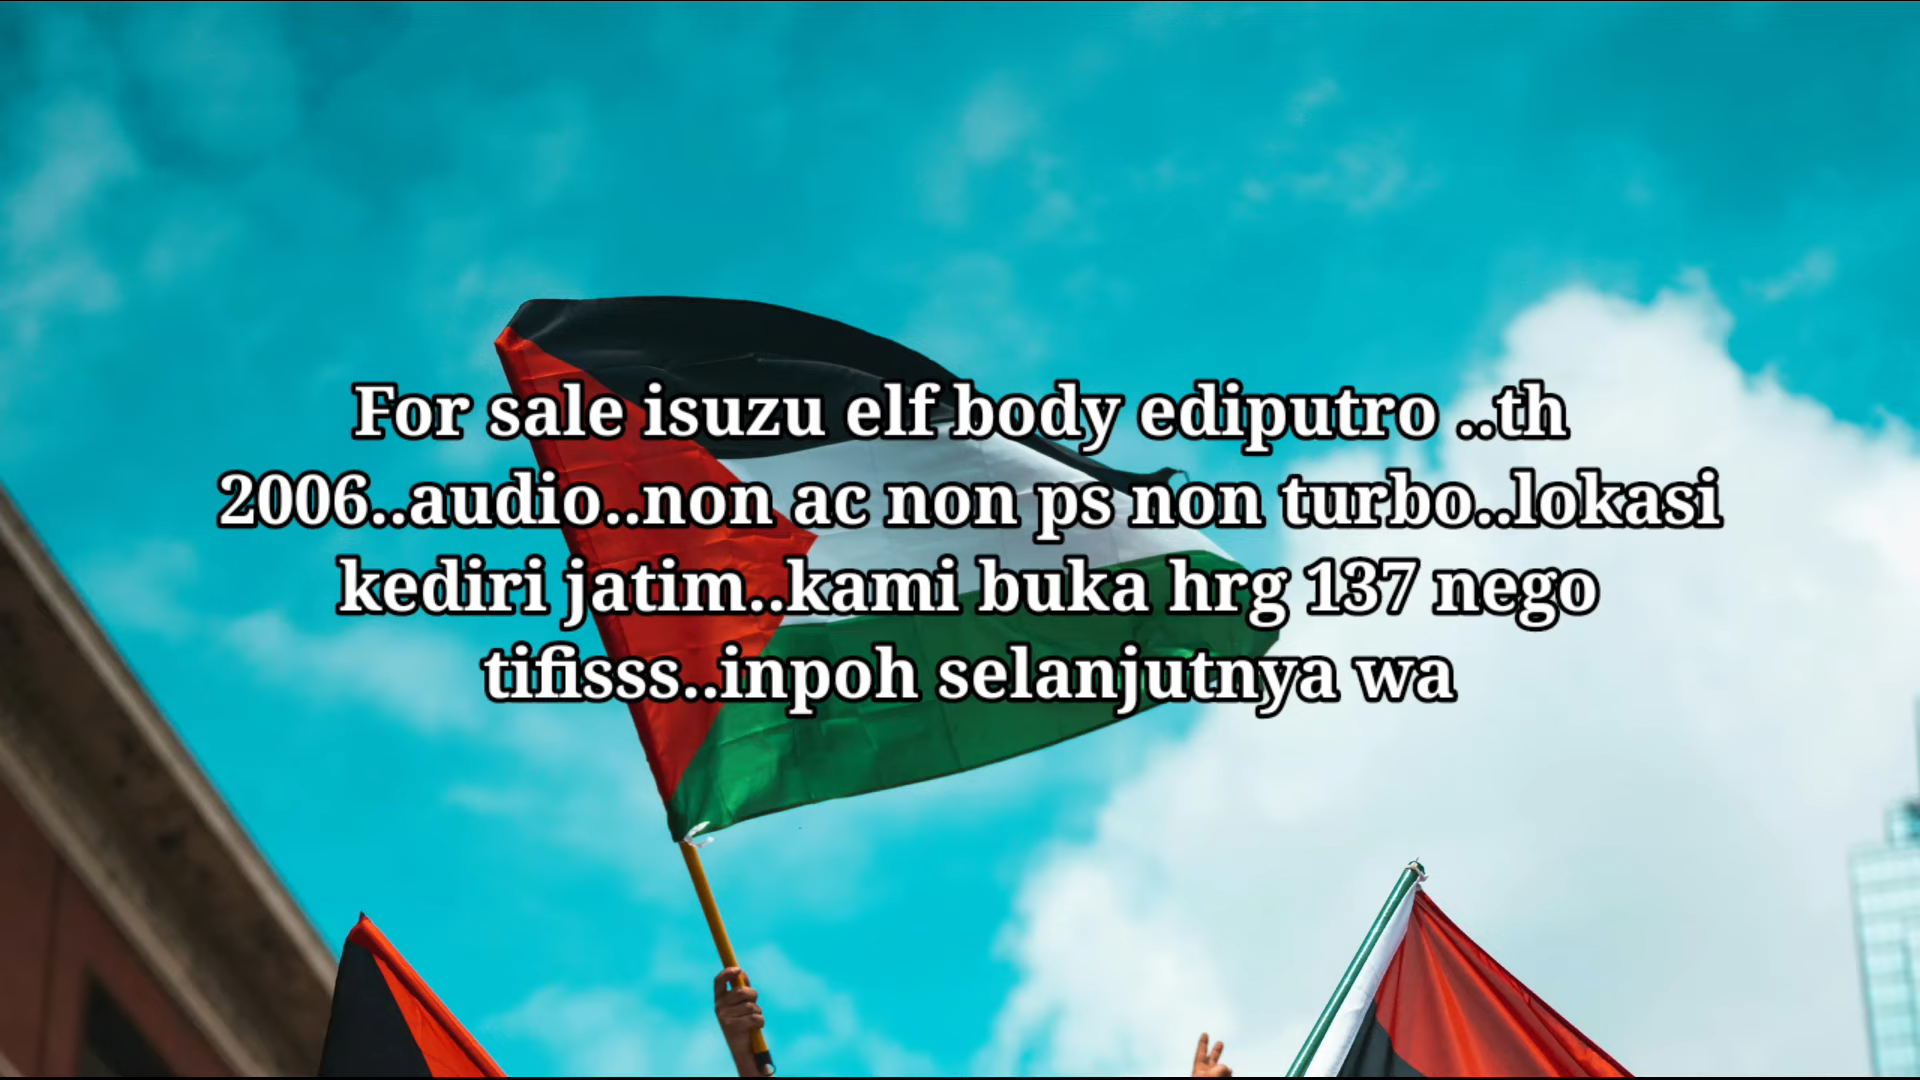 For sale isuzu elf body ediputro ..th
2006..audio..non ac non ps non turbo..lokasi
kediri jatim..kami buka hrg 137 nego
tifisss..inpoh selanjutnya wa